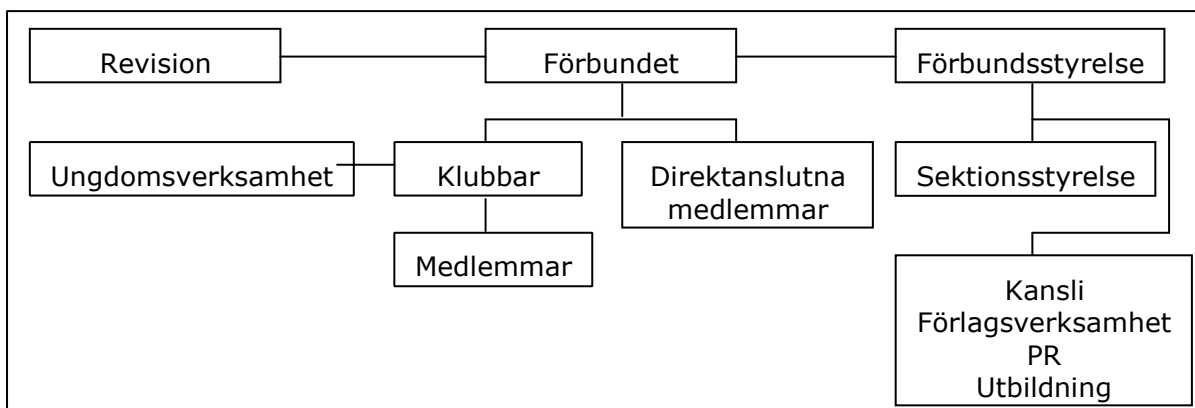 Revision
Förbundet
Förbundsstyrelse
Ungdomsverksamhet
Klubbar
Direktanslutna
medlemmar
Sektionsstyrelse
Medlemmar
Kansli
Förlagsverksamhet
PR
Utbildning